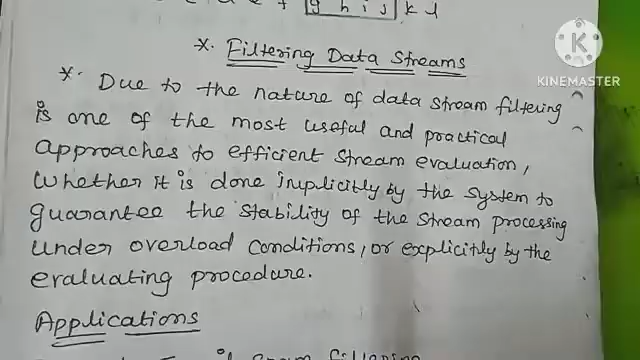 g h i j k l
*. Filtering Data Streams
*. Due to the nature of data stream filtering
is one of the most useful and practical
approaches to efficient stream evaluation,
whether it is done implicitly by the system to
guarantee the stability of the stream processing
under overload conditions, or explicitly by the
evaluating procedure.
Applications
filtering
KINEMASTER